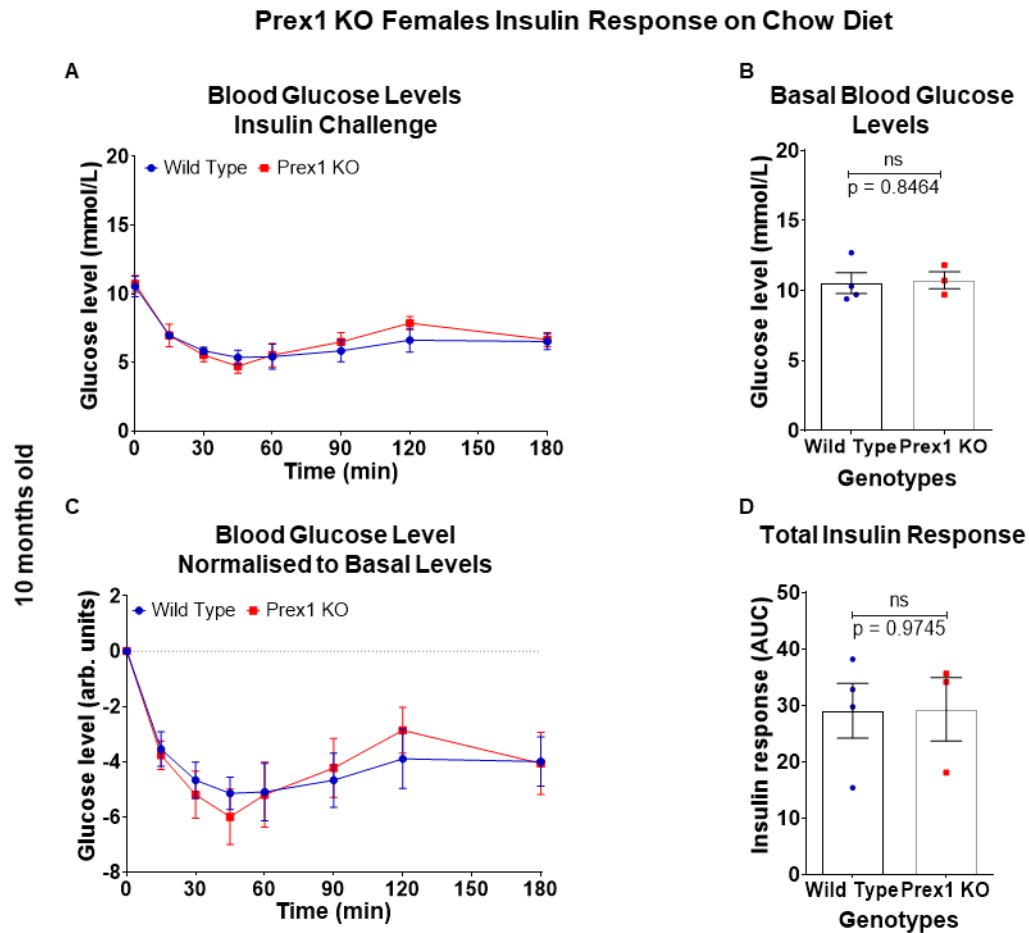 Prex1 KO Females Insulin Response on Chow Diet
A
Blood Glucose Levels
Insulin Challenge
Wild Type Prex1 KO
Glucose level (mmol/L)
20
15
10
5
0
0 30 60 90 120 150 180
Time (min)
B
Basal Blood Glucose
Levels
ns
p = 0.8464
Glucose level (mmol/L)
20
15
10
5
0
Wild Type Prex1 KO
Genotypes
10 months old
C
Blood Glucose Level
Normalised to Basal Levels
Wild Type Prex1 KO
Glucose level (arb. units)
2
0
-2
-4
-6
-8
0 30 60 90 120 150 180
Time (min)
D
Total Insulin Response
ns
p = 0.9745
Insulin response (AUC)
50
40
30
20
10
0
Wild Type Prex1 KO
Genotypes